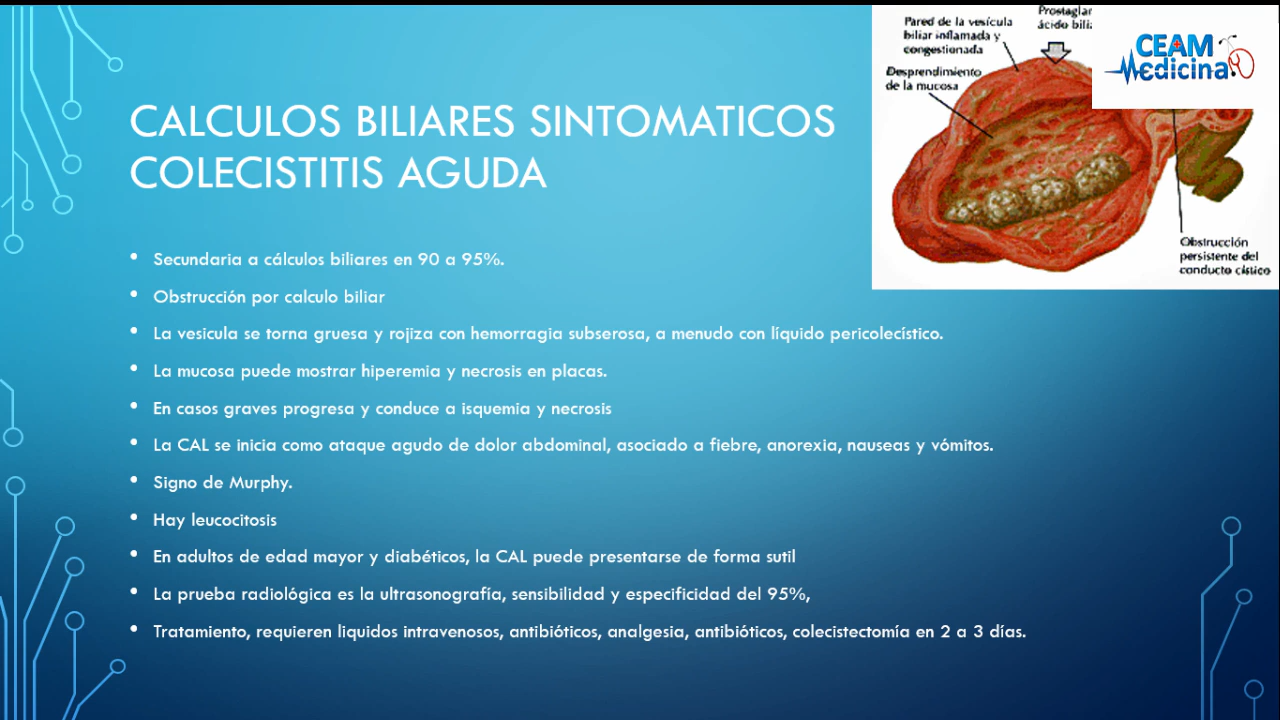 CALCULOS BILIARES SINTOMATICOS
COLECISTITIS AGUDA
Pared de la vesícula
biliar inflamada y
congestionada
Desprendimiento
de la mucosa
ácido
CEAM
Medicina
Obstrucción
persistente del
conducto cístico
• Secundaria a cálculos biliares en 90 a 95%.
• Obstrucción por calculo biliar
• La vesicula se torna gruesa y rojiza con hemorragia subserosa, a menudo con líquido pericolecístico.
• La mucosa puede mostrar hiperemia y necrosis en placas.
• En casos graves progresa y conduce a isquemia y necrosis
• La CAL se inicia como ataque agudo de dolor abdominal, asociado a fiebre, anorexia, nauseas y vómitos.
• Signo de Murphy.
• Hay leucocitosis
• En adultos de edad mayor y diabéticos, la CAL puede presentarse de forma sutil
• La prueba radiológica es la ultrasonografía, sensibilidad y especificidad del 95%,
• Tratamiento, requieren liquidos intravenosos, antibióticos, analgesia, antibióticos, colecistectomía en 2 a 3 días.